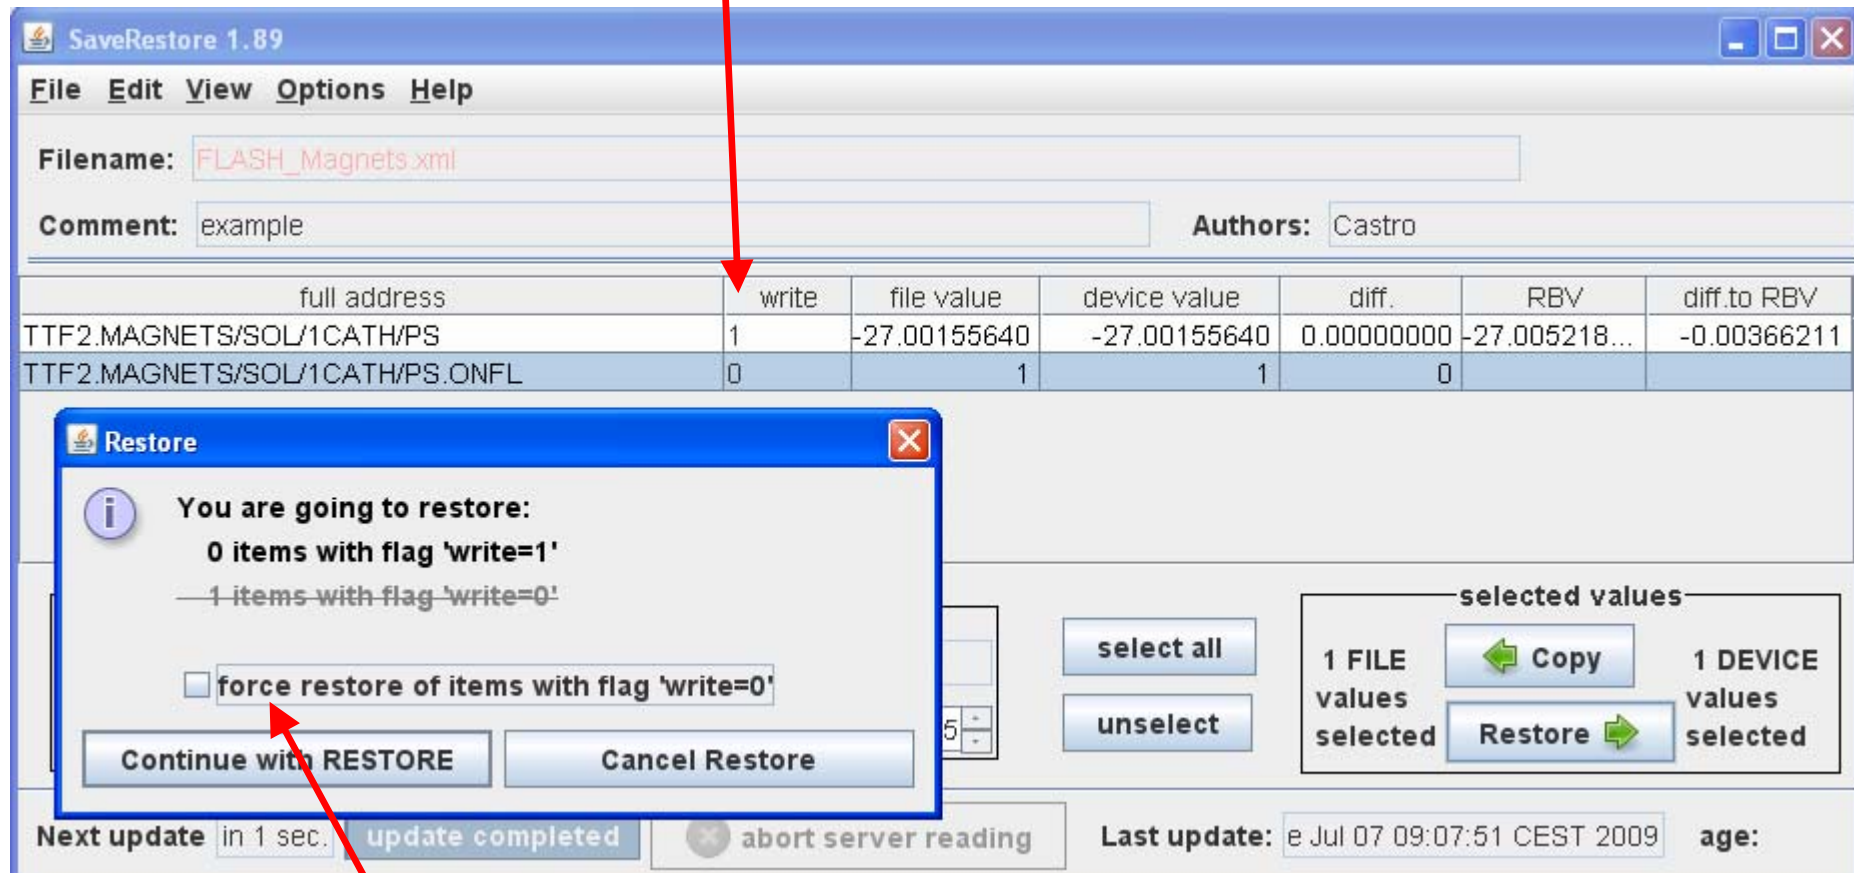 SaveRestore 1.89
File Edit View Options Help
Filename: FLASH_Magnets.xml
Comment: example Authors: Castro
full address write file value device value diff. RBV diff.to RBV
TTF2.MAGNETS/SOL/1CATH/PS 1 -27.00155640 -27.00155640 0.00000000 -27.005218... -0.00366211
TTF2.MAGNETS/SOL/1CATH/PS.ONFL 0 1 1 0
Restore
You are going to restore:
0 items with flag 'write=1'
1 items with flag 'write=0'
force restore of items with flag 'write=0'
Continue with RESTORE Cancel Restore
5
select all
unselect
selected values
1 FILE values selected
Copy
Restore
1 DEVICE values selected
Next update in 1 sec. update completed abort server reading Last update: e Jul 07 09:07:51 CEST 2009 age: